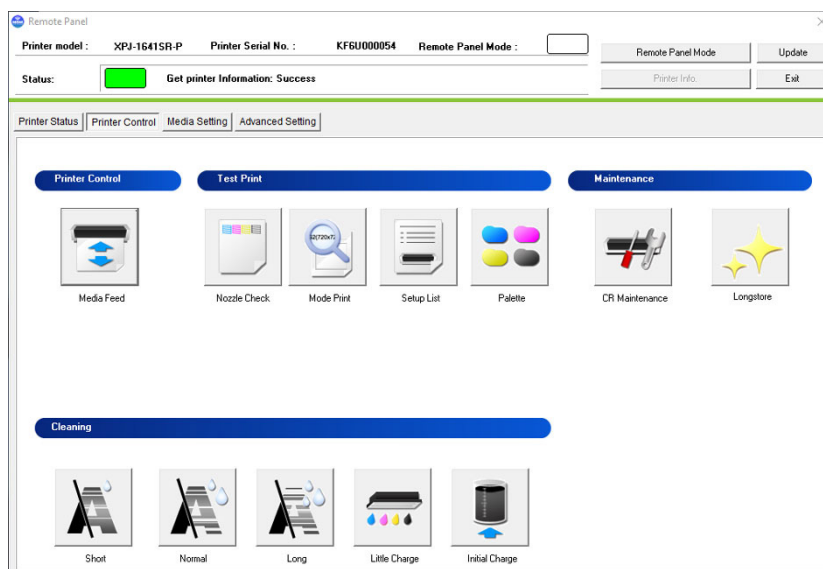 Remote Panel
Printer model : XPJ-1641SR-P Printer Serial No. : KF6U000054 Remote Panel Mode :
Remote Panel Mode Update
Status: Get printer Information: Success
Printer Info. Exit
Printer Status Printer Control Media Setting Advanced Setting
Printer Control Test Print Maintenance
Media Feed Nozzle Check Mode Print Setup List Palette CR Maintenance Longstore
Cleaning
Short Normal Long Little Charge Initial Charge